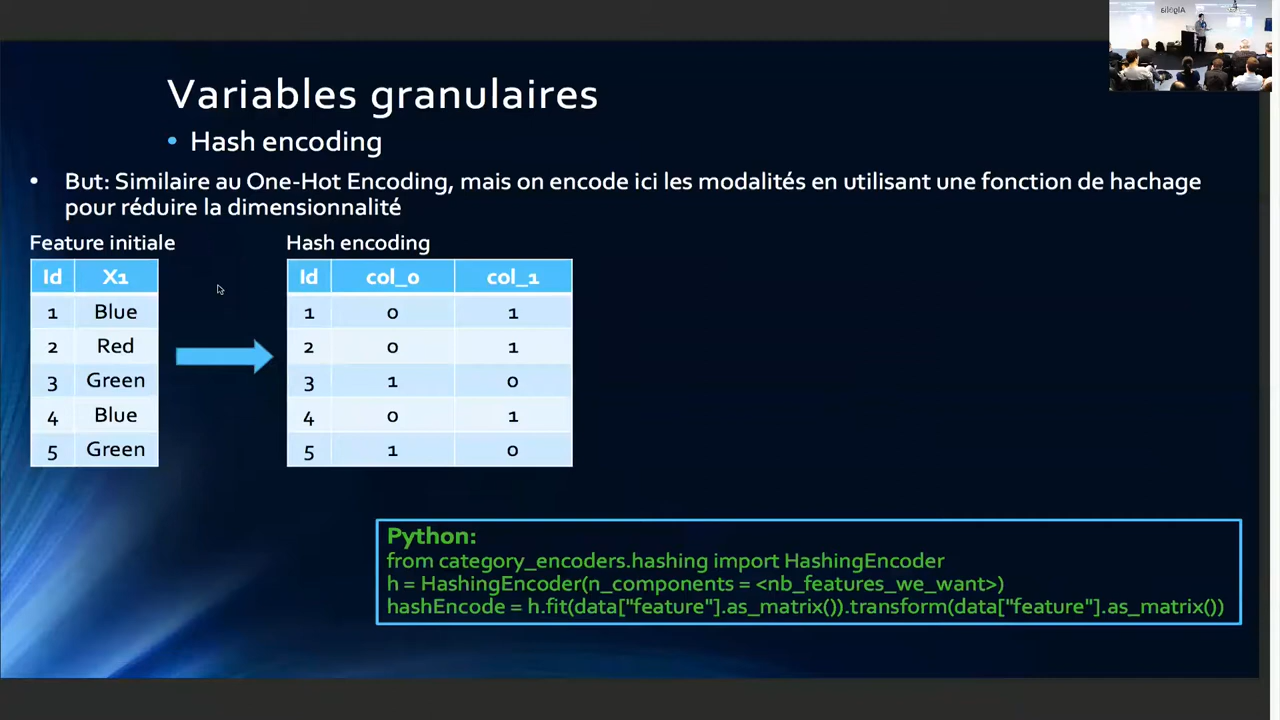 Algolia
Variables granulaires
• Hash encoding
• But: Similaire au One-Hot Encoding, mais on encode ici les modalités en utilisant une fonction de hachage
pour réduire la dimensionnalité
Feature initiale
Id X1
1 Blue
2 Red
3 Green
4 Blue
5 Green
Hash encoding
Id col_0 col_1
1 0 1
2 0 1
3 1 0
4 0 1
5 1 0
Python:
from category_encoders.hashing import HashingEncoder
h = HashingEncoder(n_components = <nb_features_we_want>)
hashEncode = h.fit(data["feature"].as_matrix()).transform(data["feature"].as_matrix())